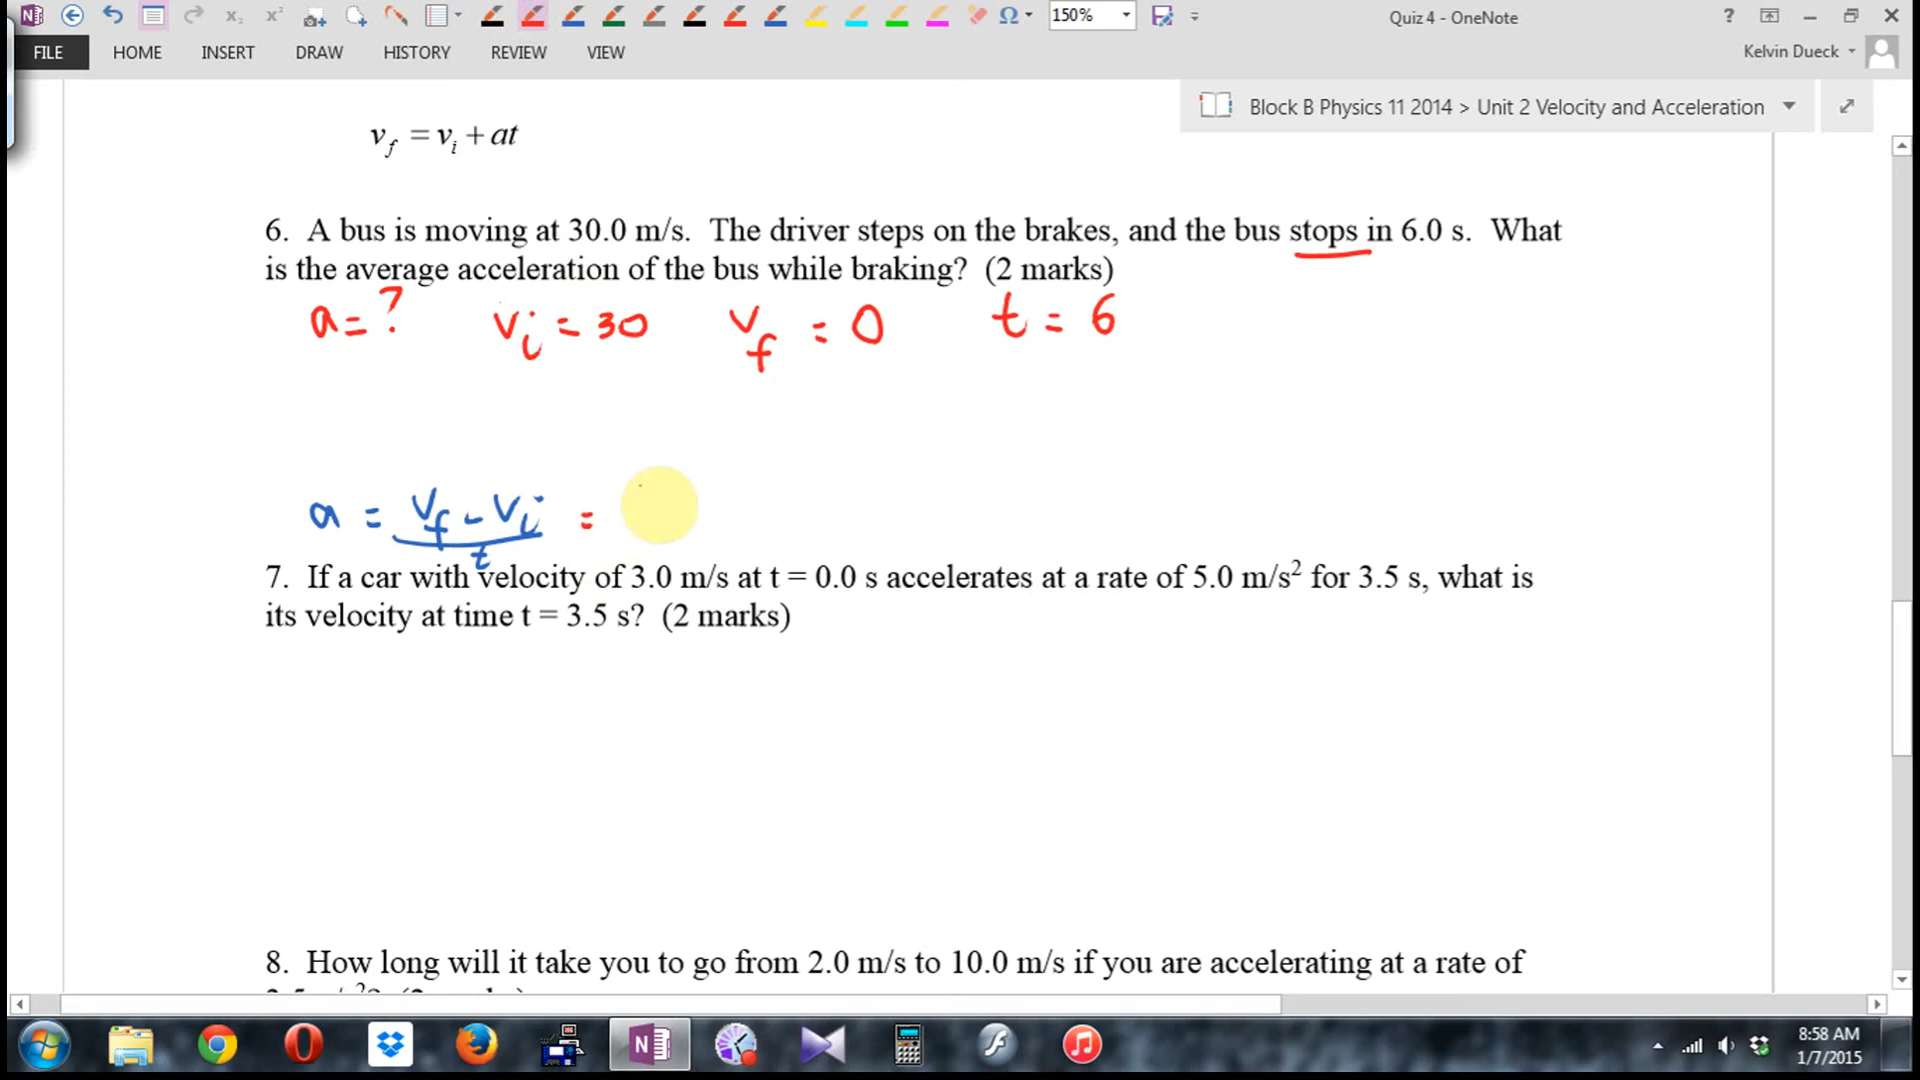 150%
Quiz 4 - OneNote
?
FILE HOME INSERT DRAW HISTORY REVIEW VIEW
Kelvin Dueck
Block B Physics 11 2014 > Unit 2 Velocity and Acceleration
v_f = v_i + at
6. A bus is moving at 30.0 m/s. The driver steps on the brakes, and the bus stops in 6.0 s. What
is the average acceleration of the bus while braking? (2 marks)
a = ? v_i = 30 v_f = 0 t = 6
a = v_f - v_i =
t
7. If a car with velocity of 3.0 m/s at t = 0.0 s accelerates at a rate of 5.0 m/s² for 3.5 s, what is
its velocity at time t = 3.5 s? (2 marks)
8. How long will it take you to go from 2.0 m/s to 10.0 m/s if you are accelerating at a rate of
8:58 AM
1/7/2015